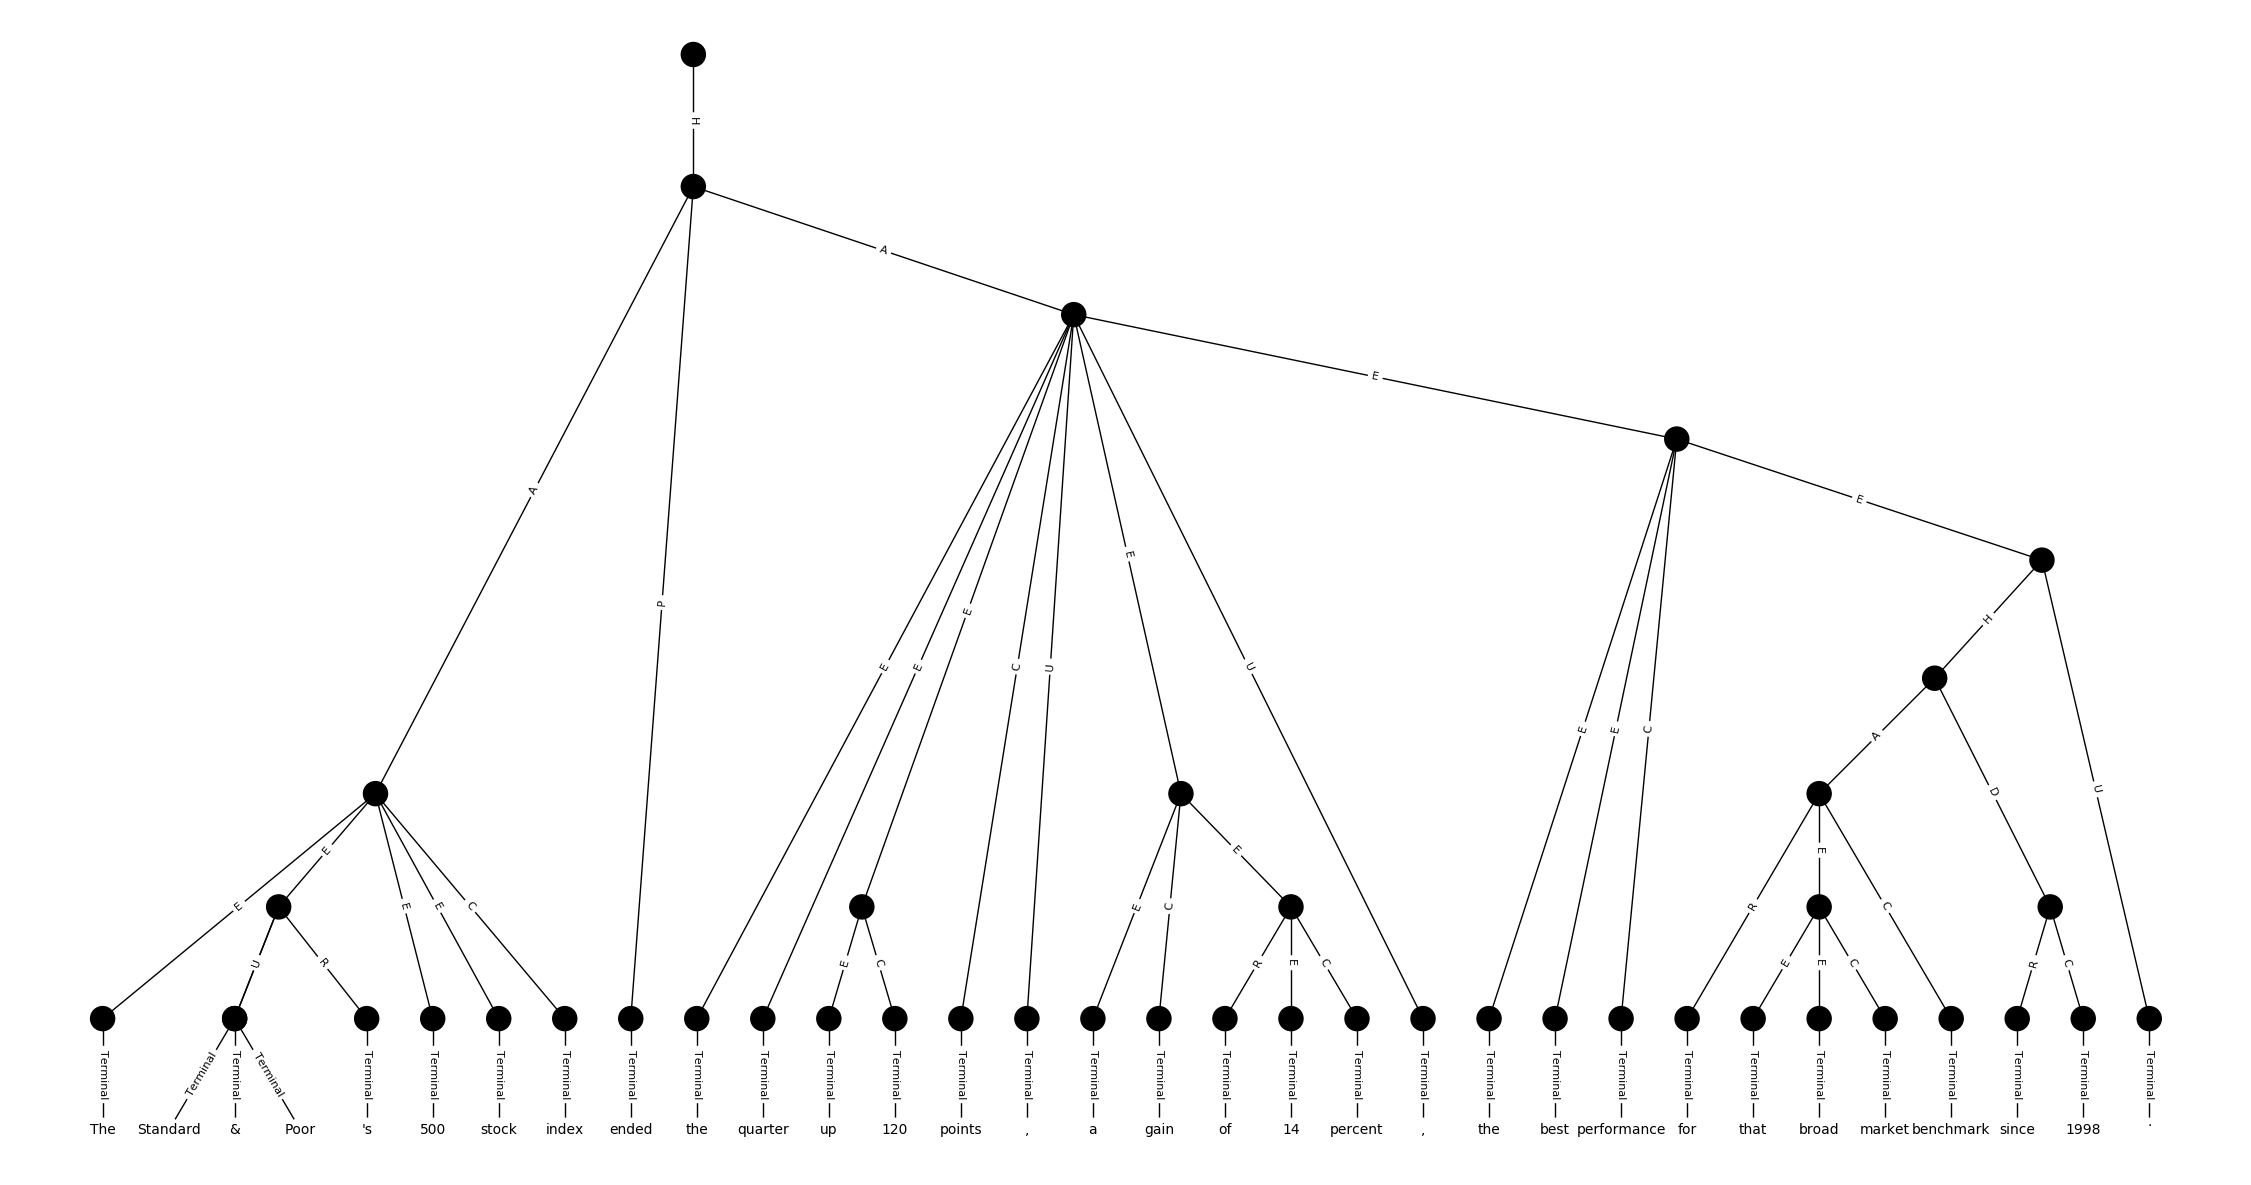 H
A
E
A
E
E
P
E
H
E
E
E
C
U
U
E
E
C
A
D
U
E
E
E
R
E
E
C
E
C
E
R
C
U
R
E
C
R
E
C
E
E
C
R
C
Terminal Terminal Terminal Terminal Terminal Terminal Terminal Terminal Terminal Terminal Terminal Terminal Terminal Terminal Terminal Terminal Terminal Terminal Terminal Terminal Terminal Terminal Terminal Terminal Terminal Terminal Terminal Terminal Terminal Terminal Terminal Terminal
The Standard & Poor 's 500 stock index ended the quarter up 120 points , a gain of 14 percent , the best performance for that broad market benchmark since 1998 .